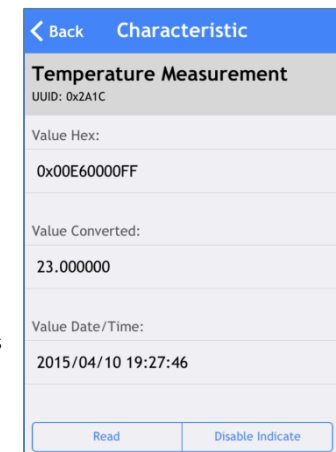 Back Characteristic
Temperature Measurement
UUID: 0x2A1C
Value Hex:
0x00E60000FF
Value Converted:
23.000000
Value Date/Time:
s
2015/04/10 19:27:46
Read Disable Indicate